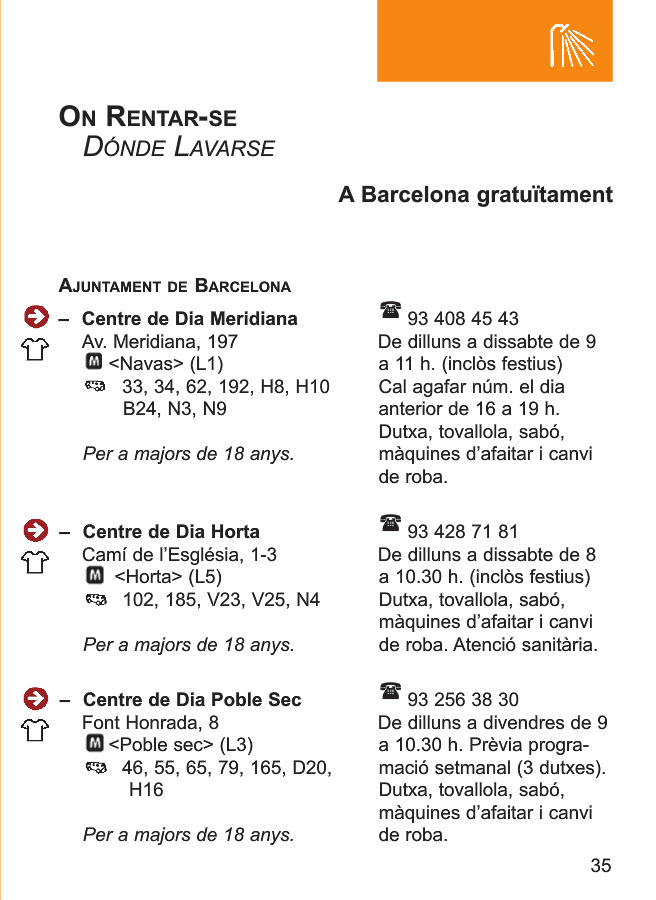 On Rentar-se
Dónde Lavarse
A Barcelona gratuïtament
Ajuntament de Barcelona
– Centre de Dia Meridiana
Av. Meridiana, 197
M <Navas> (L1)
33, 34, 62, 192, H8, H10
B24, N3, N9
Per a majors de 18 anys.
93 408 45 43
De dilluns a dissabte de 9
a 11 h. (inclòs festius)
Cal agafar núm. el dia
anterior de 16 a 19 h.
Dutxa, tovallola, sabó,
màquines d’afaitar i canvi
de roba.
– Centre de Dia Horta
Camí de l’Església, 1-3
M <Horta> (L5)
102, 185, V23, V25, N4
Per a majors de 18 anys.
93 428 71 81
De dilluns a dissabte de 8
a 10.30 h. (inclòs festius)
Dutxa, tovallola, sabó,
màquines d’afaitar i canvi
de roba. Atenció sanitària.
– Centre de Dia Poble Sec
Font Honrada, 8
M <Poble sec> (L3)
46, 55, 65, 79, 165, D20,
H16
Per a majors de 18 anys.
93 256 38 30
De dilluns a divendres de 9
a 10.30 h. Prèvia progra-
mació setmanal (3 dutxes).
Dutxa, tovallola, sabó,
màquines d’afaitar i canvi
de roba.
35